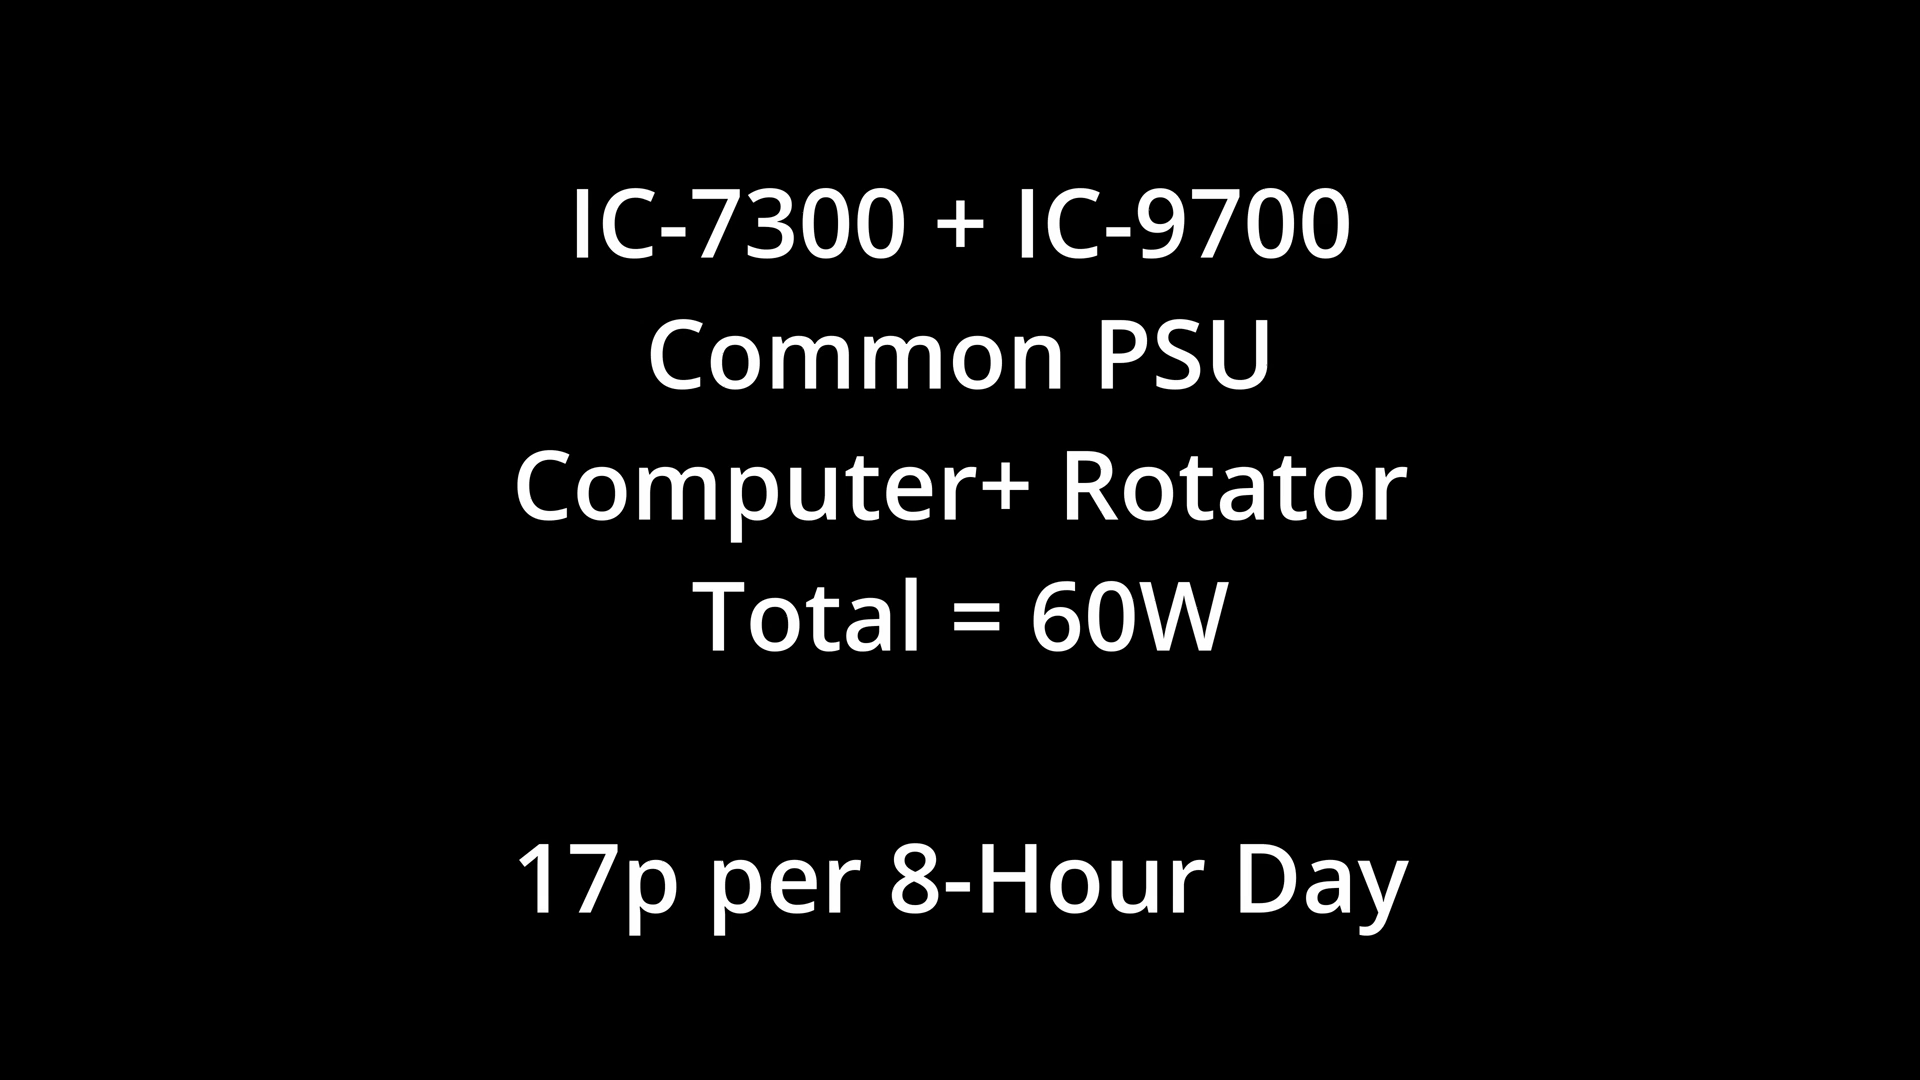 IC-7300 + IC-9700
Common PSU
Computer+ Rotator
Total = 60W
17p per 8-Hour Day